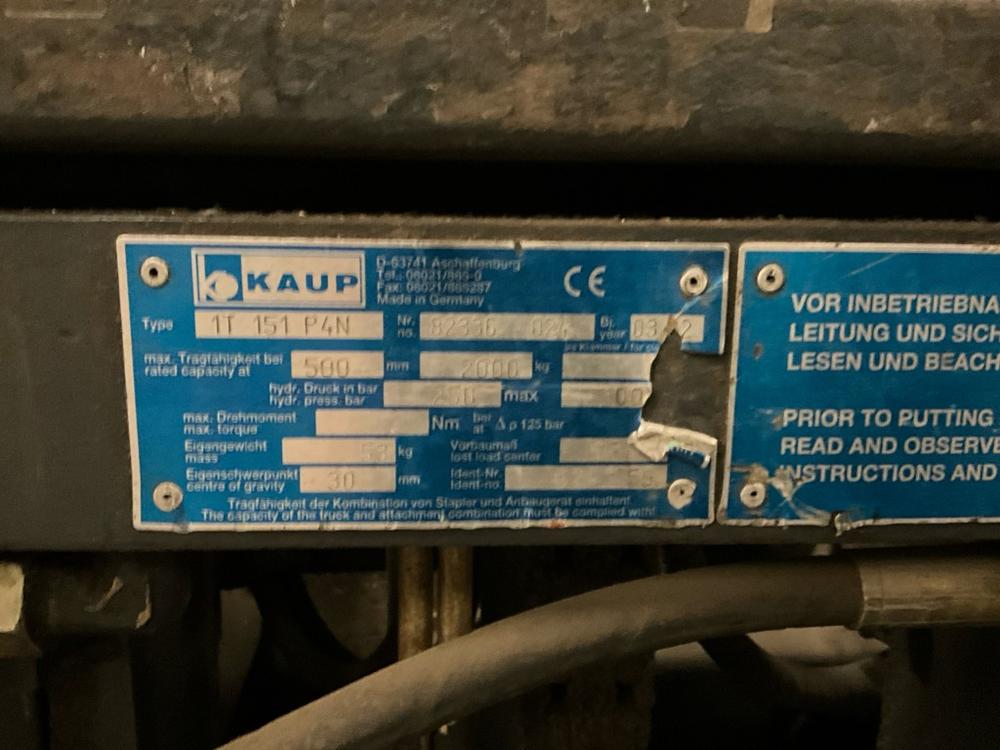 KAUP
D-63741 Aschaffenburg
Tel.: 06021/865-0
Fax: 06021/865287
Made in Germany
CE
Type 1T 151 P4N Nr. no. 82336 Bj. year
max. Tragfähigkeit bei
rated capacity at 500 mm 2000 kg
hydr. Druck in bar
hydr. press. bar max
max. Drehmoment
max. torque Nm bei at Δ p 125 bar
Eigengewicht
mass kg Vorbaumaß
lost load center
Eigenschwerpunkt
centre of gravity 30 mm Ident-Nr.
Ident-no.
Tragfähigkeit der Kombination von Stapler und Anbaugerät einhalten!
The capacity of the truck and attachment combination must be complied with!
VOR INBETRIEBNA
LEITUNG UND SICH
LESEN UND BEACH
PRIOR TO PUTTING
READ AND OBSERVE
INSTRUCTIONS AND